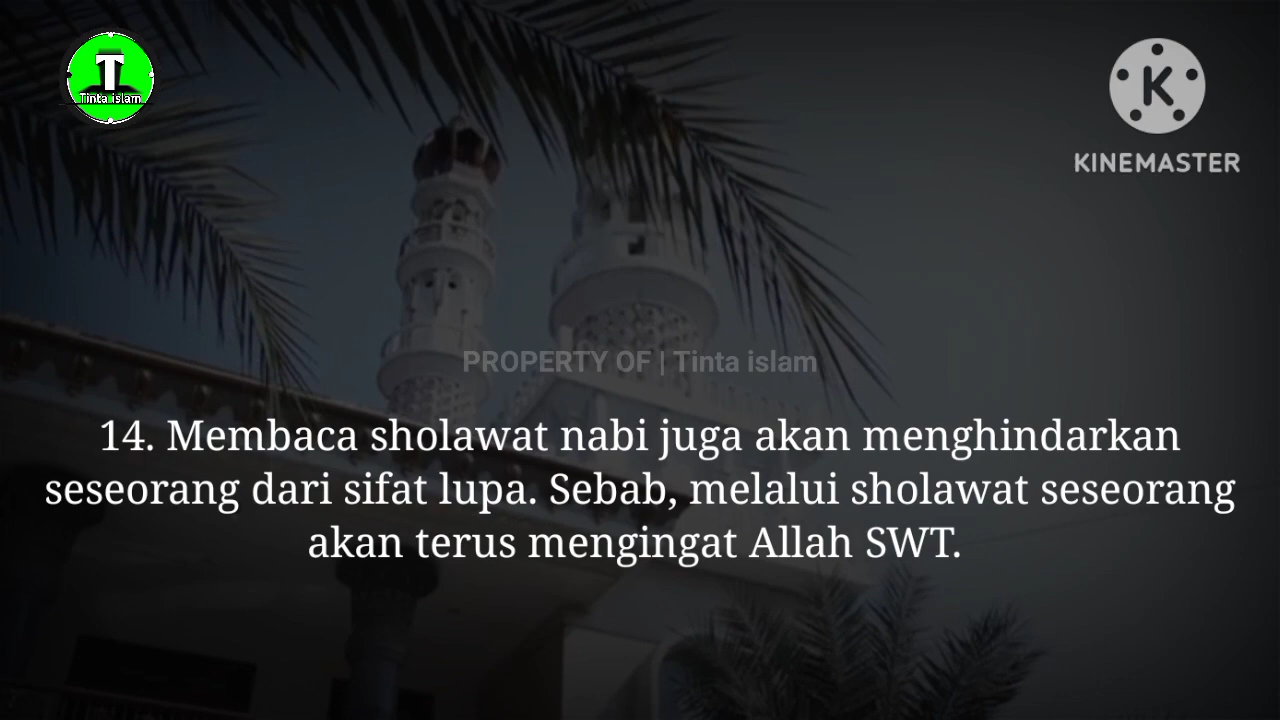 T
Tinta islam
K
KINEMASTER
PROPERTY OF | Tinta islam
14. Membaca sholawat nabi juga akan menghindarkan
seseorang dari sifat lupa. Sebab, melalui sholawat seseorang
akan terus mengingat Allah SWT.